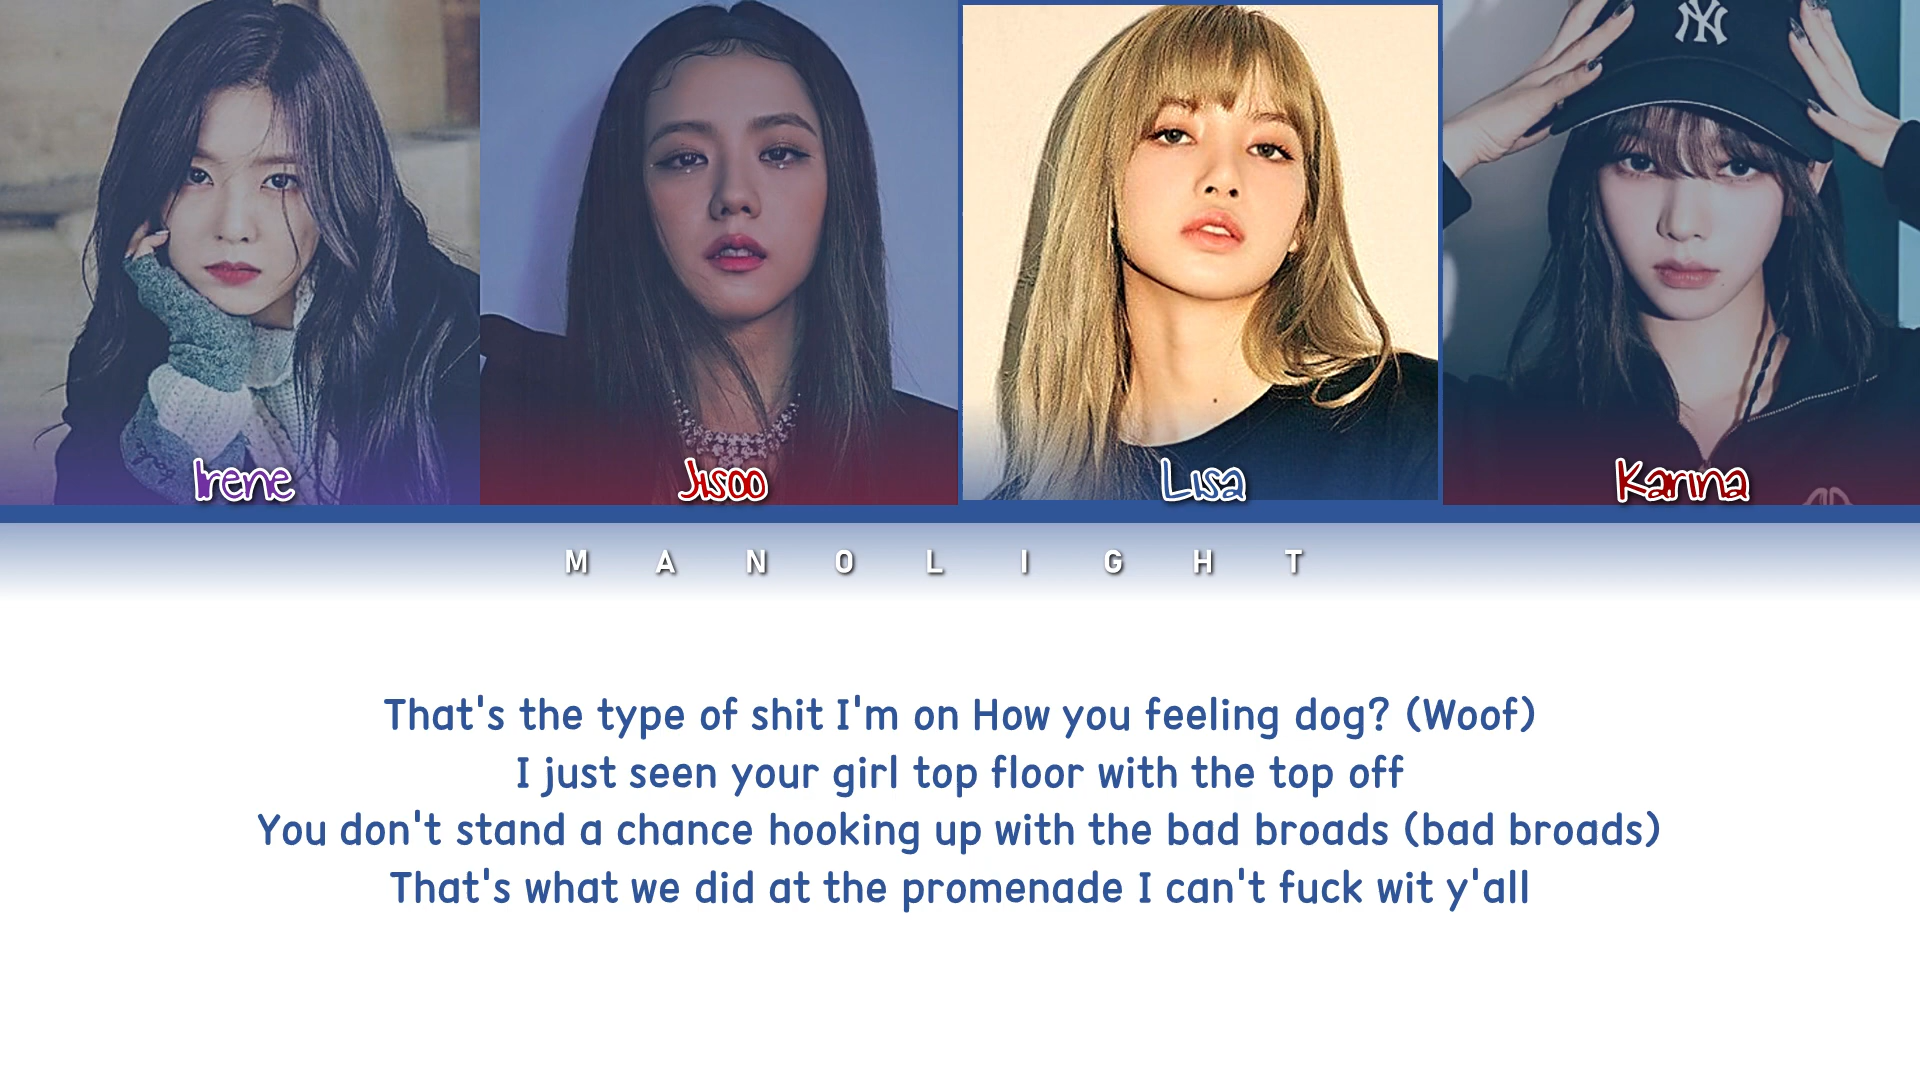 NY
Irene
Jisoo
Lisa
Karina
MANOLIGHT
That's the type of shit I'm on How you feeling dog? (Woof)
I just seen your girl top floor with the top off
You don't stand a chance hooking up with the bad broads (bad broads)
That's what we did at the promenade I can't fuck wit y'all